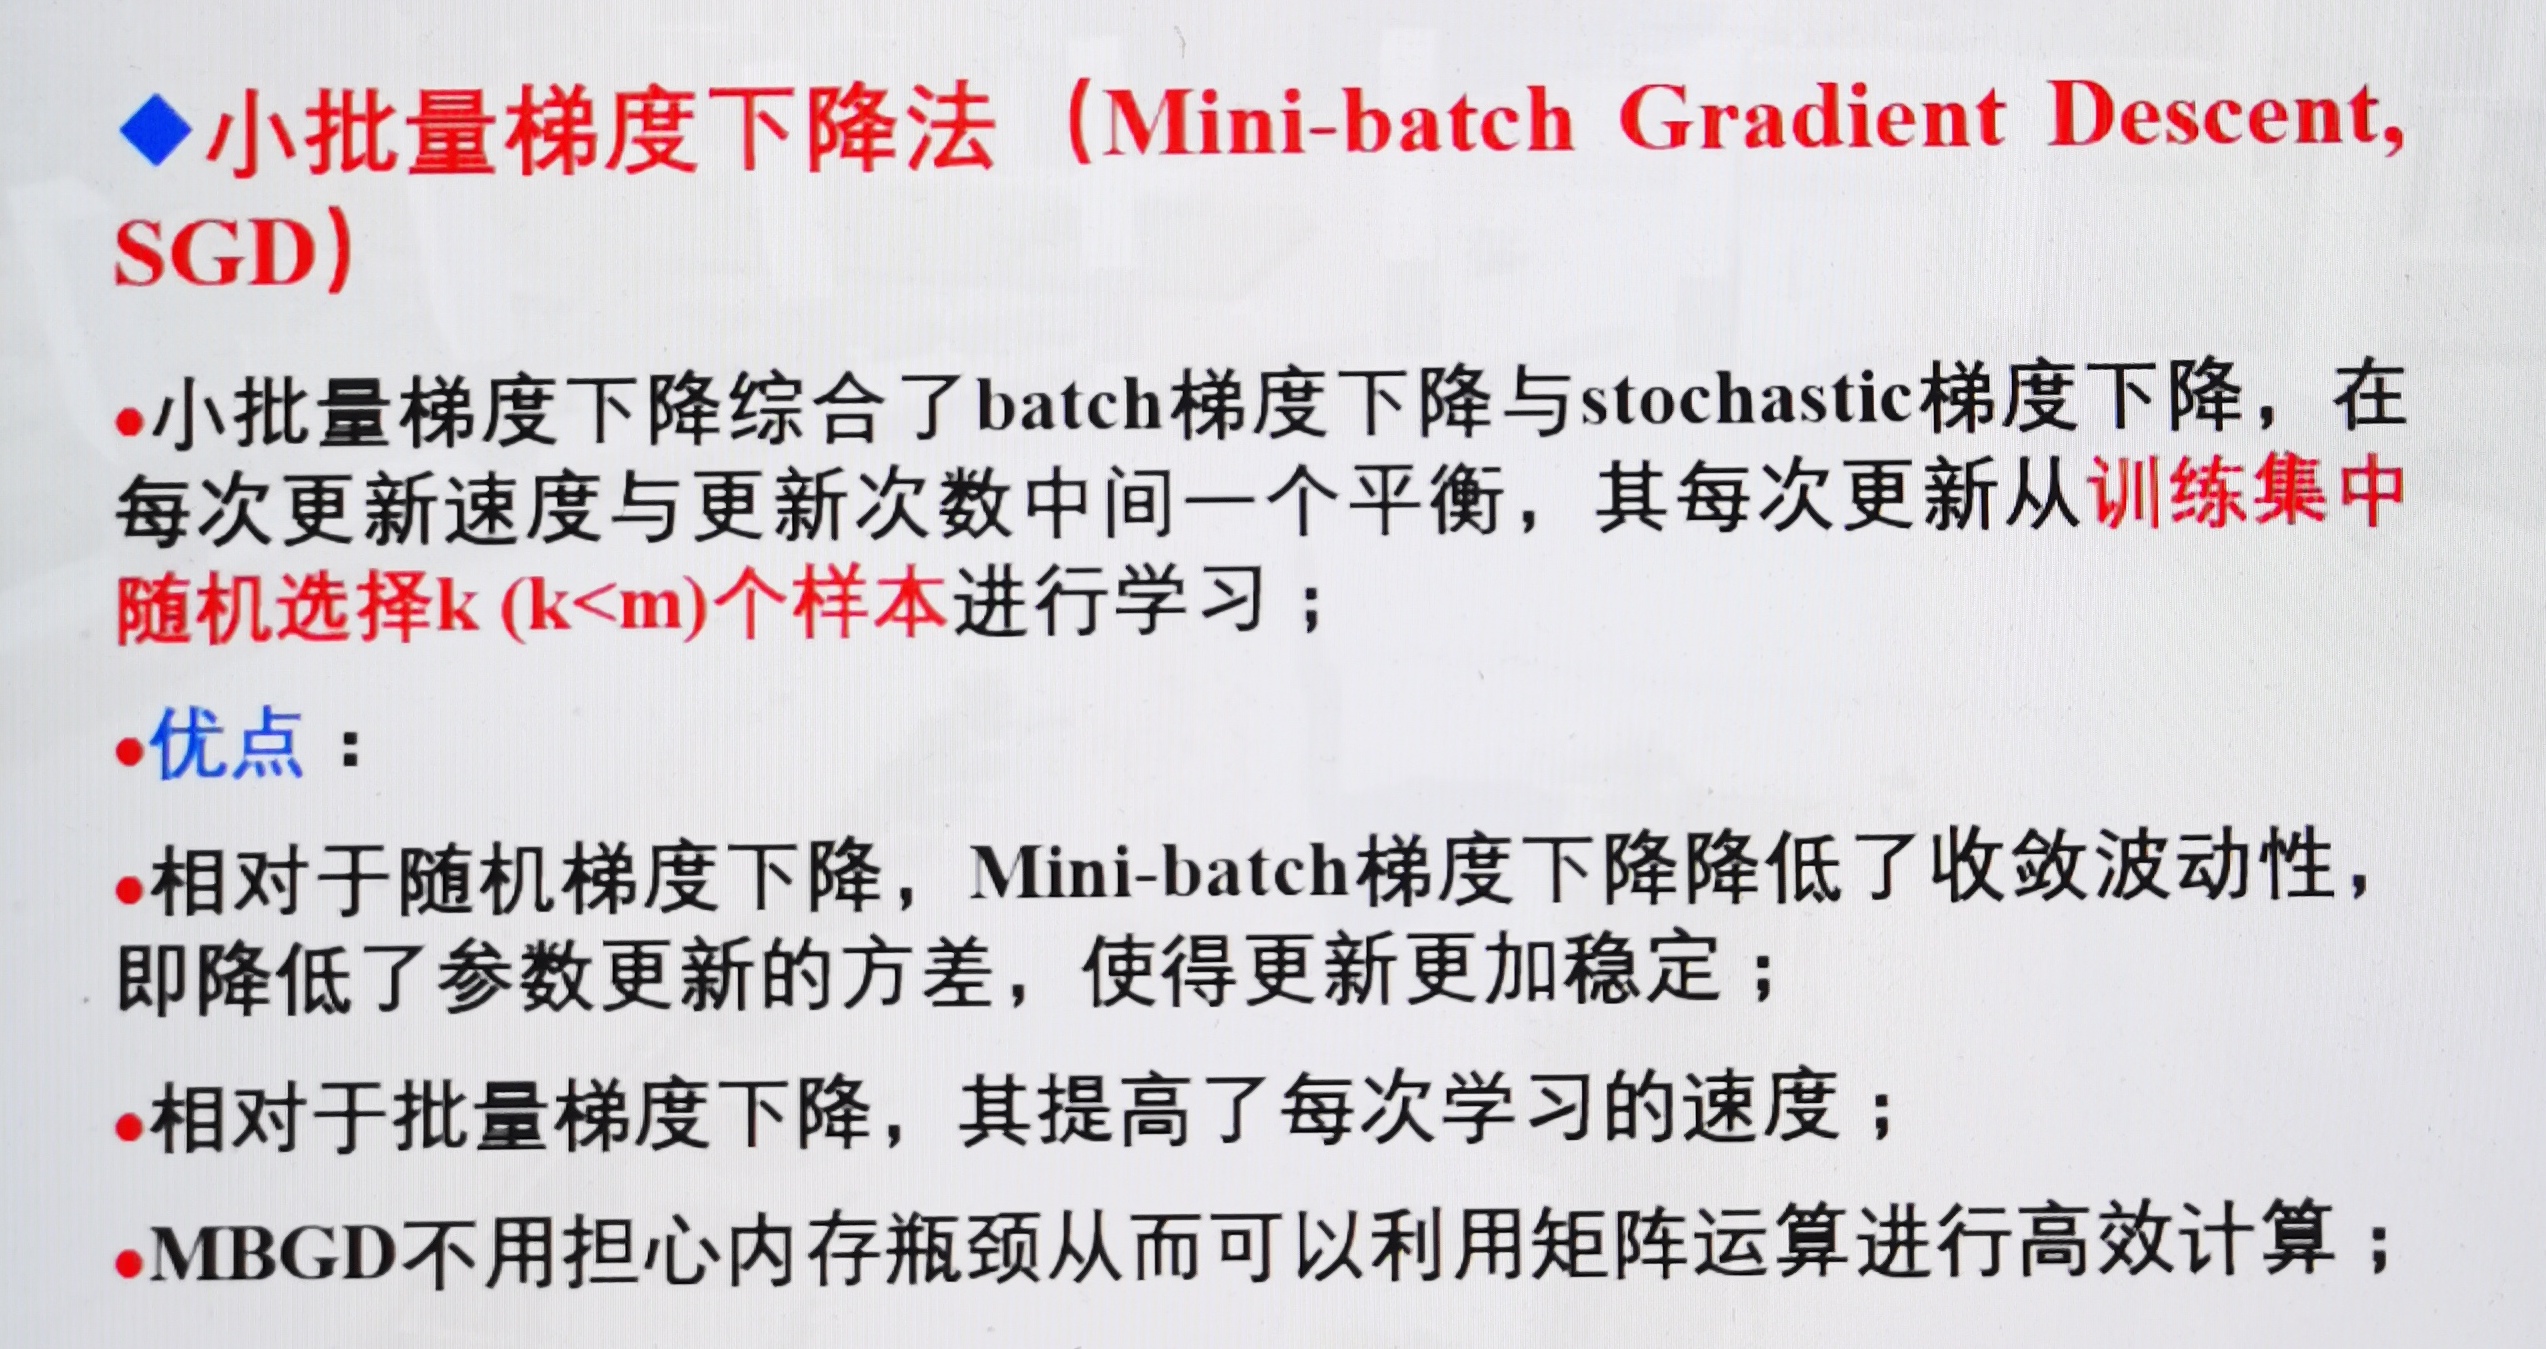 ◆小批量梯度下降法（Mini-batch Gradient Descent,
SGD）
•小批量梯度下降综合了batch梯度下降与stochastic梯度下降，在
每次更新速度与更新次数中间一个平衡，其每次更新从训练集中
随机选择k (k<m)个样本进行学习；
•优点：
•相对于随机梯度下降，Mini-batch梯度下降降低了收敛波动性，
即降低了参数更新的方差，使得更新更加稳定；
•相对于批量梯度下降，其提高了每次学习的速度；
•MBGD不用担心内存瓶颈从而可以利用矩阵运算进行高效计算；